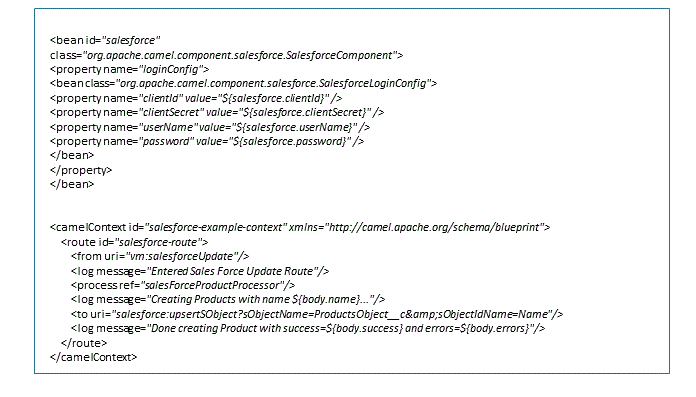 <bean id="salesforce"
class="org.apache.camel.component.salesforce.SalesforceComponent">
<property name="loginConfig">
<bean class="org.apache.camel.component.salesforce.SalesforceLoginConfig">
<property name="clientId" value="${salesforce.clientId}" />
<property name="clientSecret" value="${salesforce.clientSecret}" />
<property name="userName" value="${salesforce.userName}" />
<property name="password" value="${salesforce.password}" />
</bean>
</property>
</bean>
<camelContext id="salesforce-example-context" xmlns="http://camel.apache.org/schema/blueprint">
<route id="salesforce-route">
<from uri="vm:salesforceUpdate"/>
<log message="Entered Sales Force Update Route"/>
<process ref="salesForceProductProcessor"/>
<log message="Creating Products with name ${body.name}..."/>
<to uri="salesforce:upsertSObject?sObjectName=ProductsObject__c&amp;sObjectIdName=Name"/>
<log message="Done creating Product with success=${body.success} and errors=${body.errors}"/>
</route>
</camelContext>